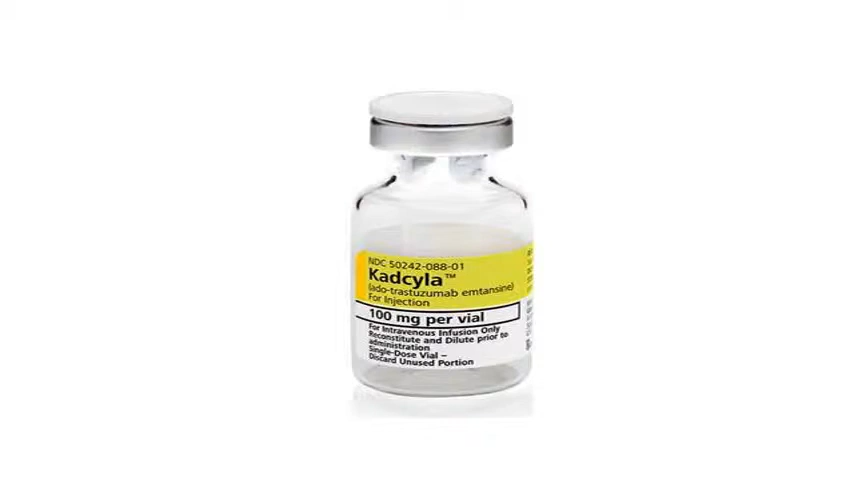 NDC 50242-088-01
Kadcyla™
(ado-trastuzumab emtansine)
For Injection
100 mg per vial
For Intravenous Infusion Only
Reconstitute and Dilute prior to
administration
Single-Dose Vial –
Discard Unused Portion